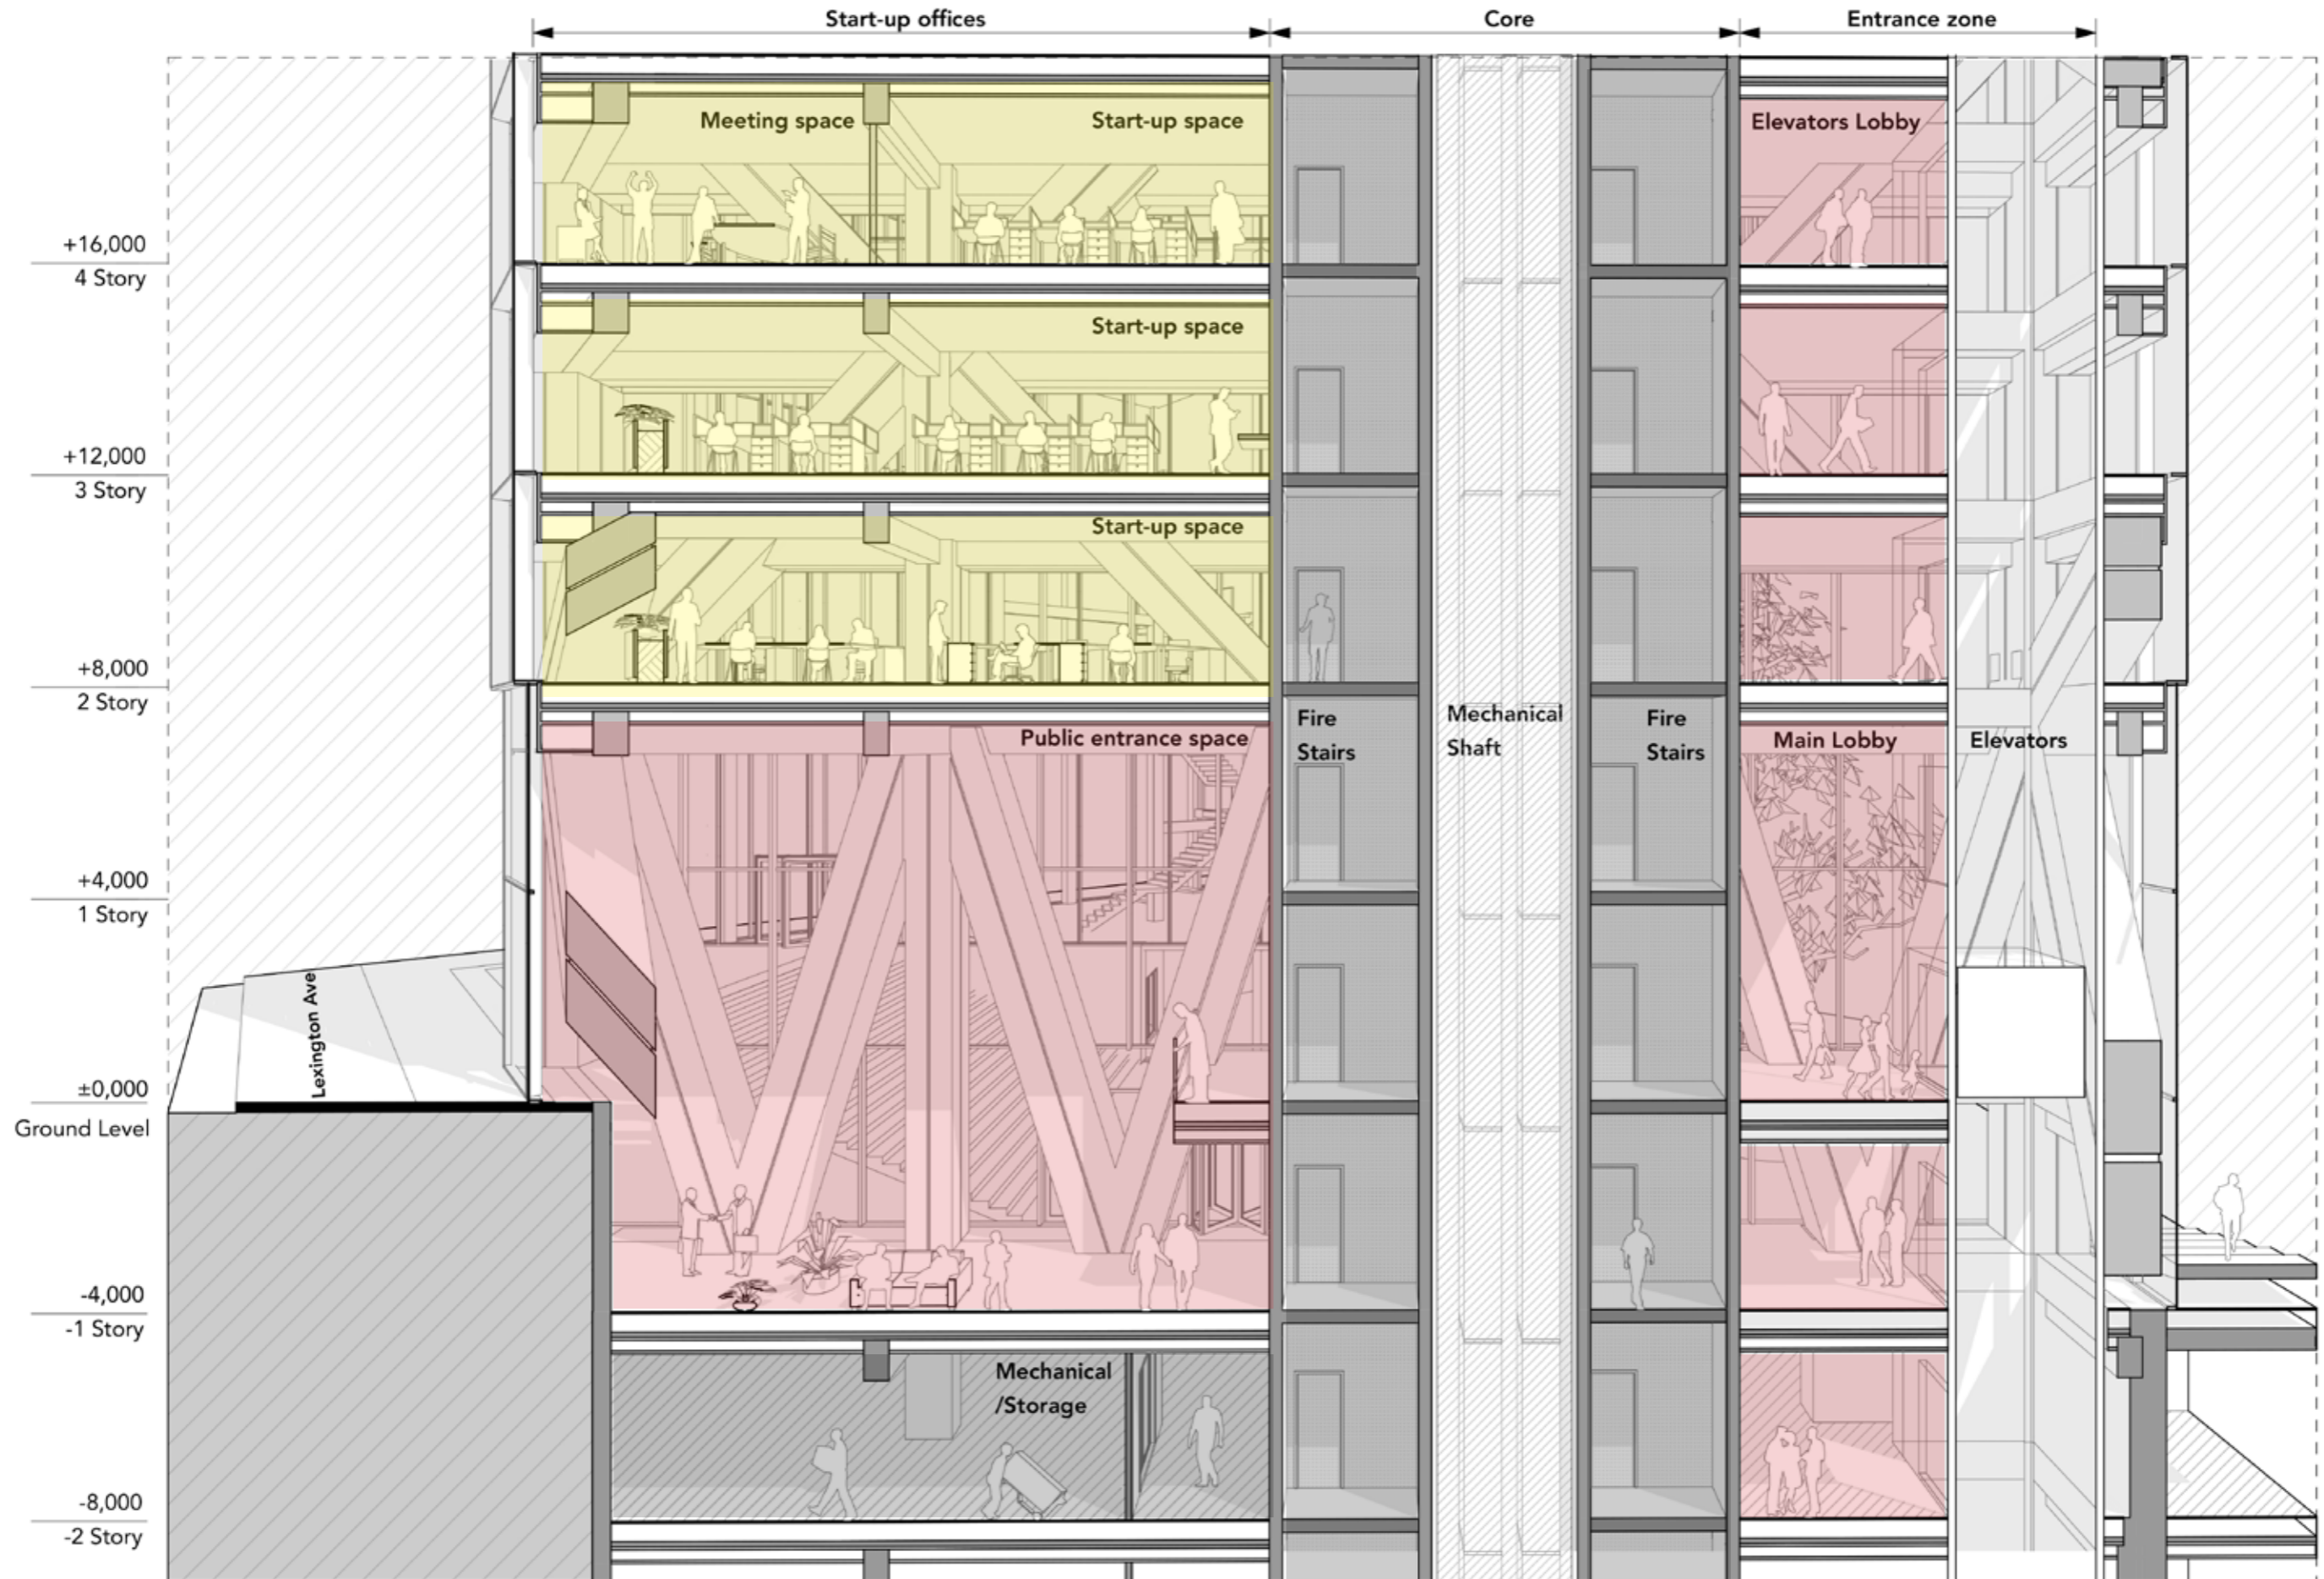 Start-up offices
Core
Entrance zone
Meeting space
Start-up space
Elevators Lobby
+16,000
4 Story
Start-up space
+12,000
3 Story
Start-up space
+8,000
2 Story
Public entrance space
Fire
Stairs
Mechanical
Shaft
Fire
Stairs
Main Lobby
Elevators
+4,000
1 Story
Lexington Ave
±0,000
Ground Level
-4,000
-1 Story
Mechanical
/Storage
-8,000
-2 Story